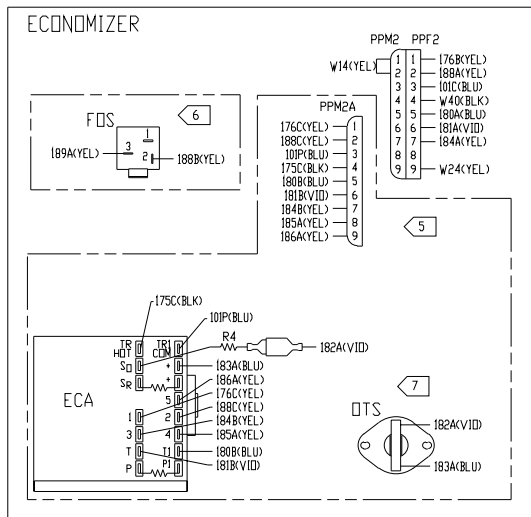 ECONOMIZER
PPM2 PPF2
W14(YEL) 1 1 176B(YEL)
2 2 188A(YEL)
3 3 101C(BLU)
4 4 W40(BLK)
5 5 180A(BLU)
6 6 181A(VIO)
7 7 184A(YEL)
8 8
9 9 W24(YEL)
6
FOS
1
3
2
189A(YEL)
188B(YEL)
PPM2A
176C(YEL) 1
188C(YEL) 2
101P(BLU) 3
175C(BLK) 4
180B(BLU) 5
181B(VIO) 6
184B(YEL) 7
185A(YEL) 8
186A(YEL) 9
5
175C(BLK)
101P(BLU)
R4
182A(VIO)
TR HOT
TR1 COM
SO +
183A(BLU)
SR +
186A(YEL)
5
176C(YEL)
1 2
188C(YEL)
184B(YEL)
3 4
185A(YEL)
T T1
180B(BLU)
181B(VIO)
P P1
ECA
7
OTS
182A(VIO)
183A(BLU)